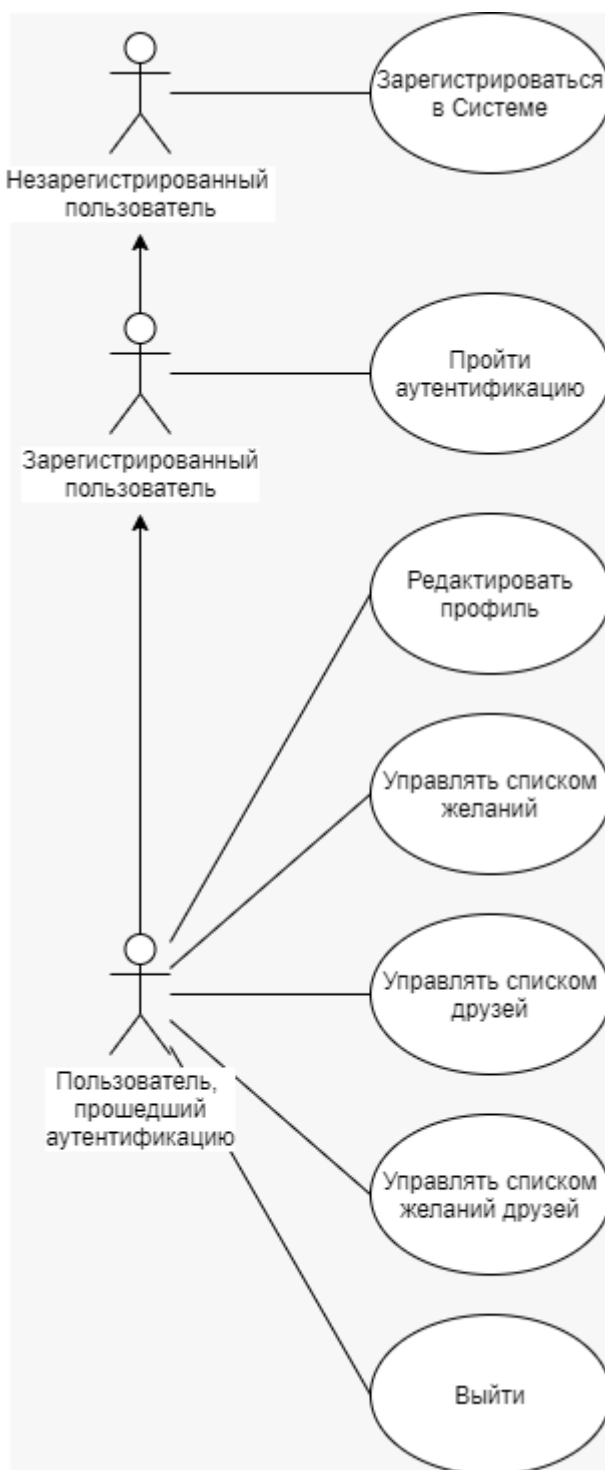 Зарегистрироваться
в Системе
Незарегистрированный
пользователь
Пройти
аутентификацию
Зарегистрированный
пользователь
Редактировать
профиль
Управлять списком
желаний
Управлять списком
друзей
Пользователь,
прошедший
аутентификацию
Управлять списком
желаний друзей
Выйти